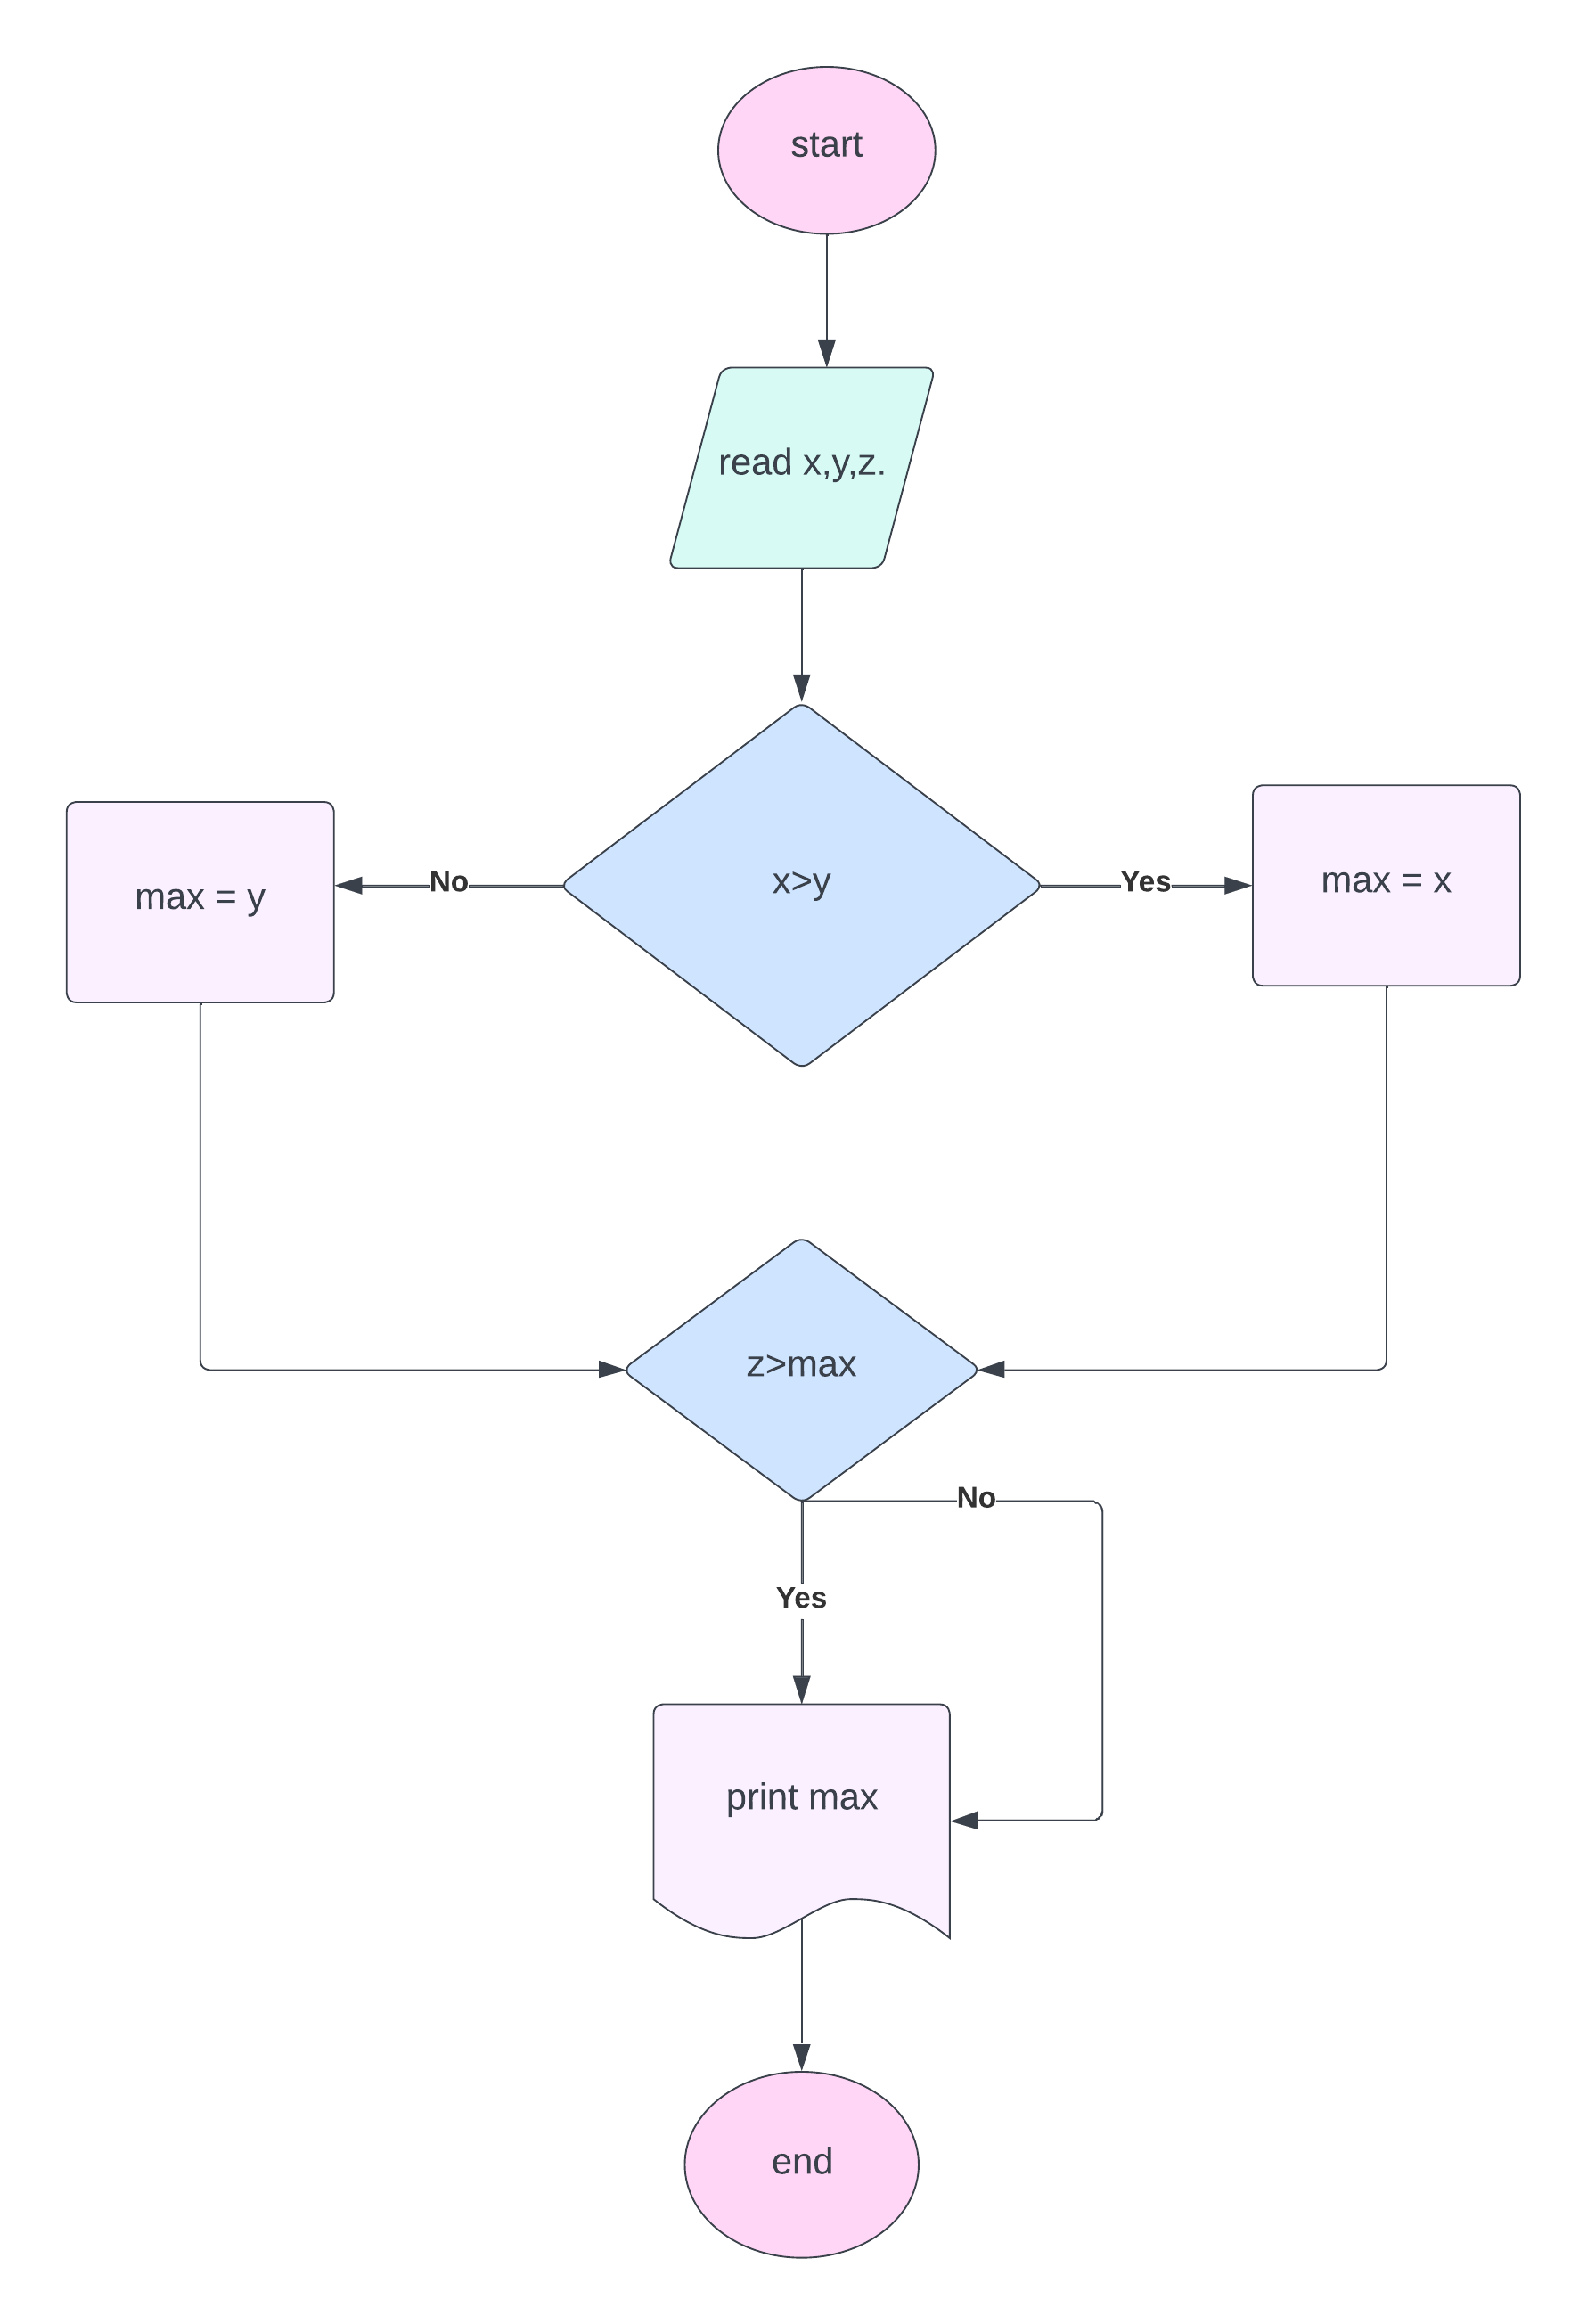 start
read x,y,z.
x>y
No
Yes
max = y
max = x
z>max
No
Yes
print max
end